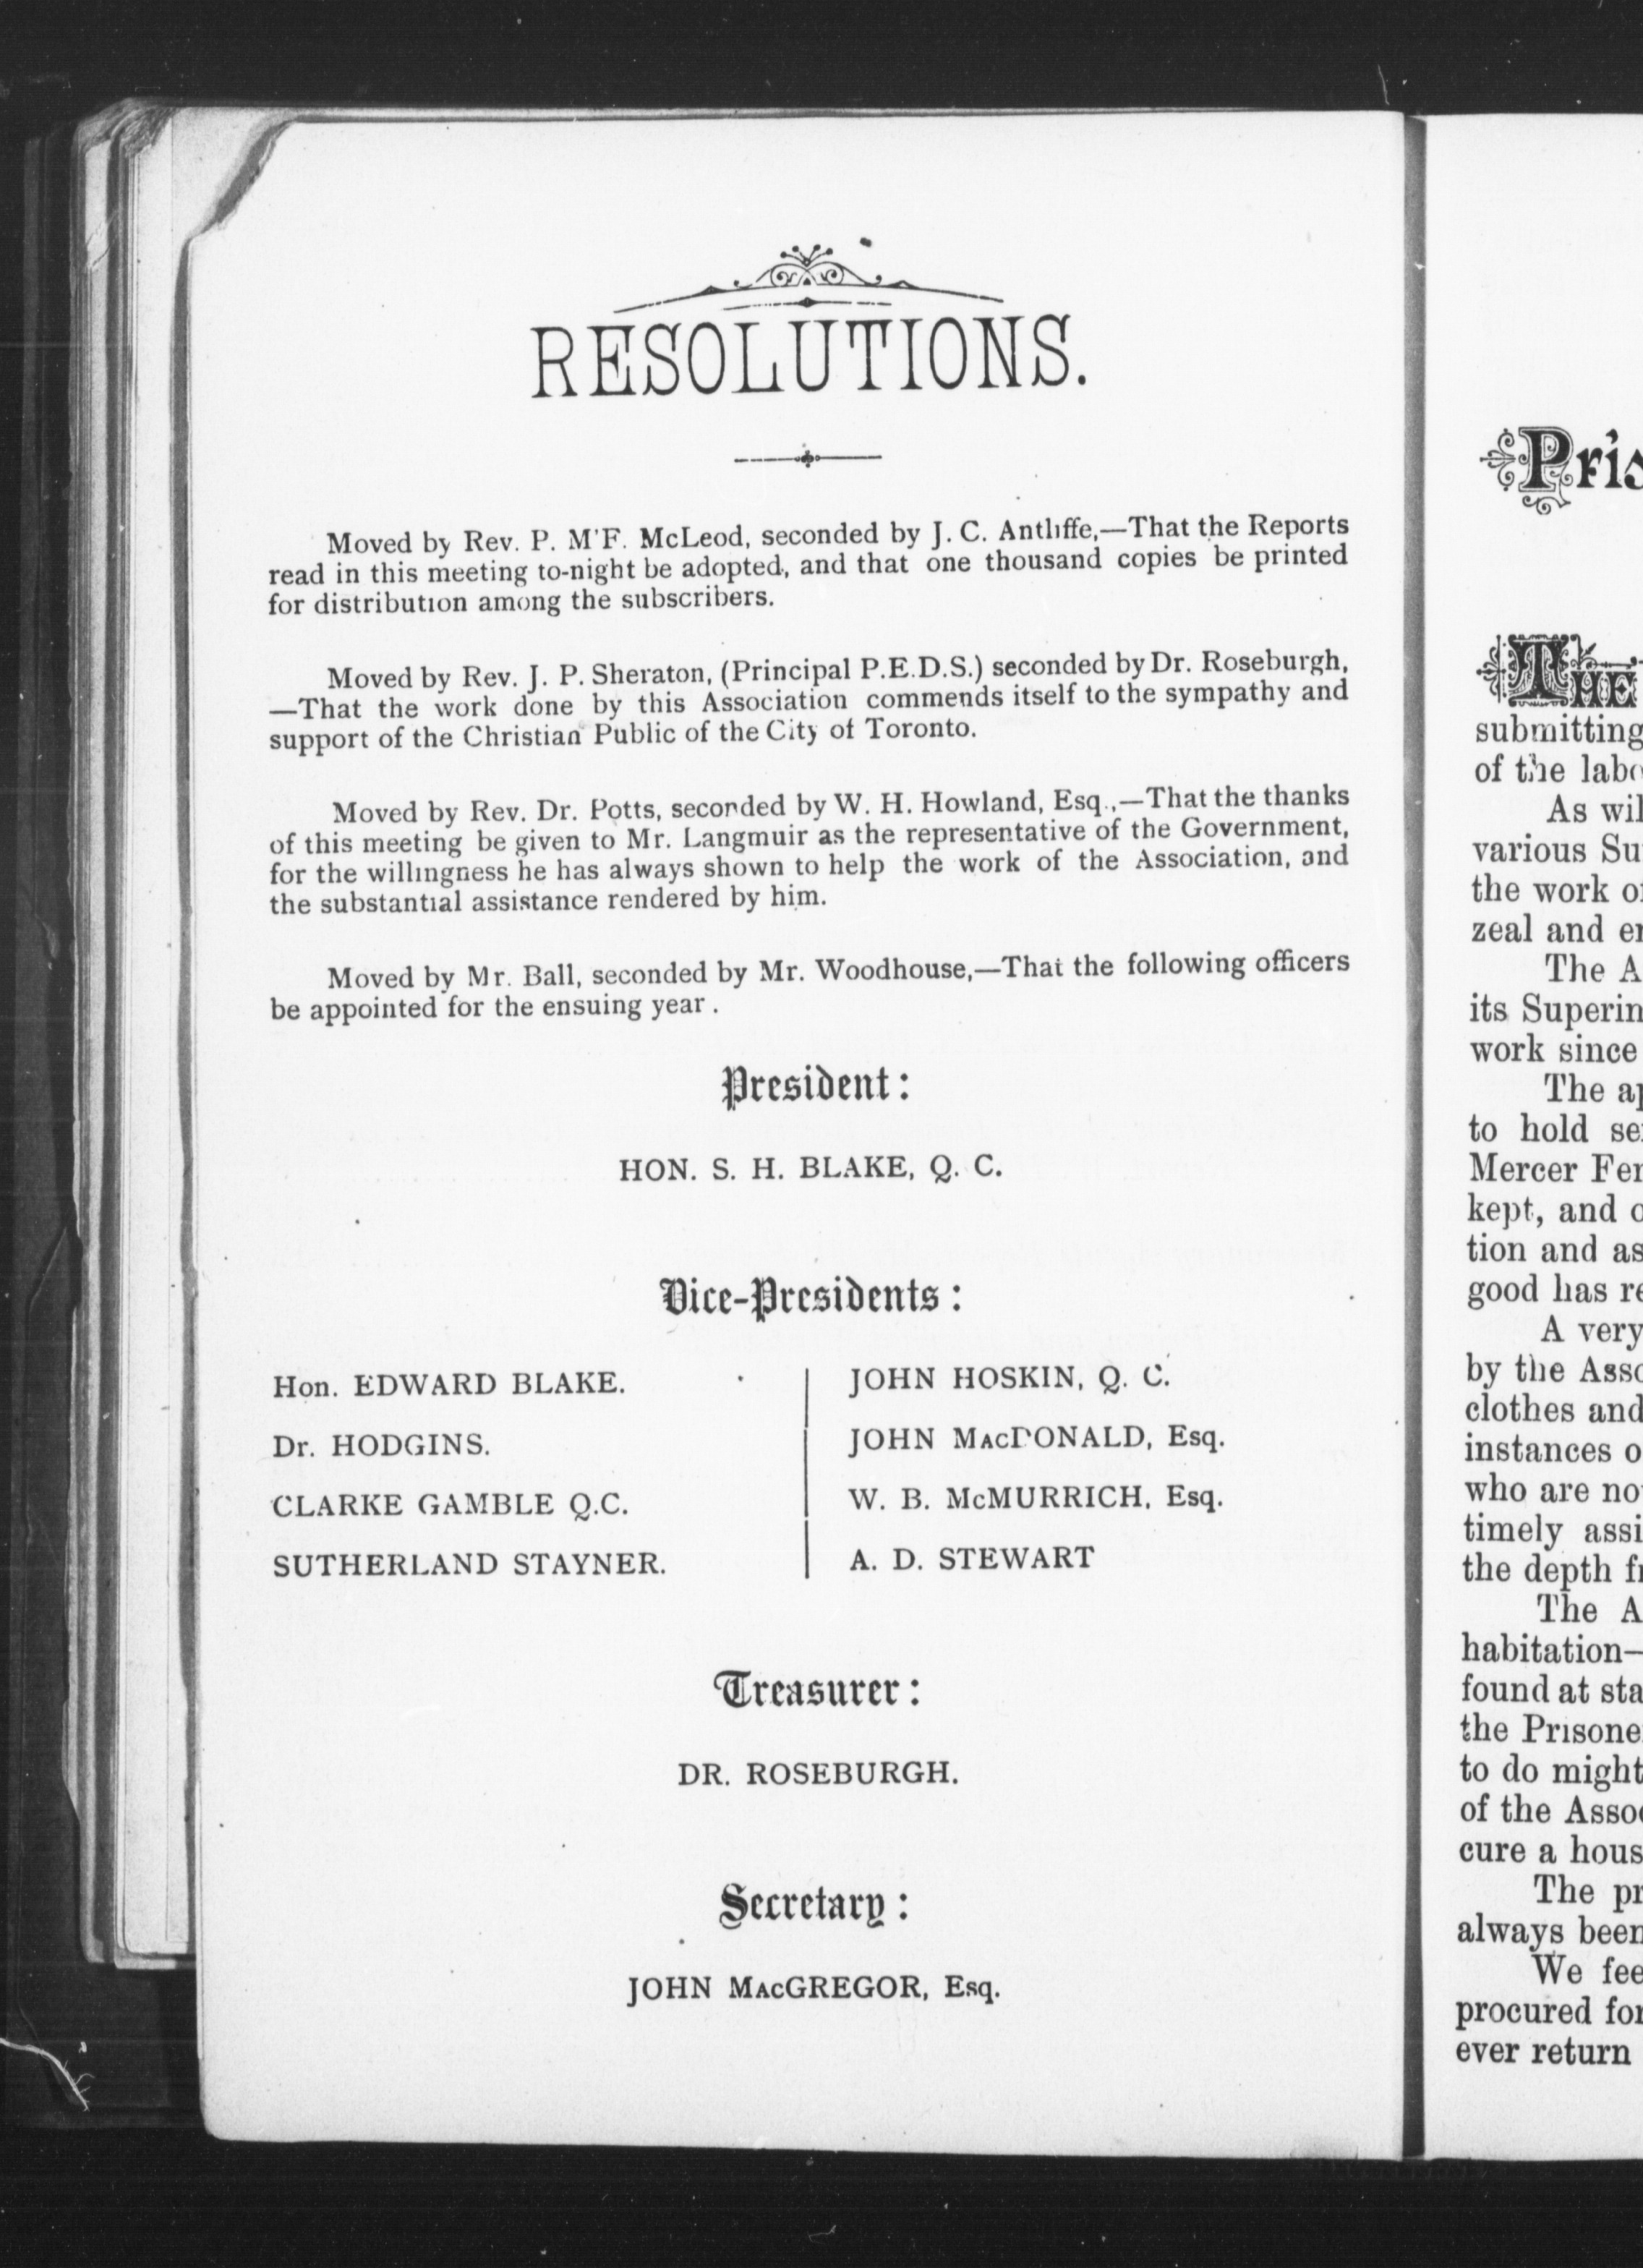 RESOLUTIONS.
Moved by Rev. P. M'F. McLeod, seconded by J. C. Antliffe,—That the Reports
read in this meeting to-night be adopted, and that one thousand copies be printed
for distribution among the subscribers.
Moved by Rev. J. P. Sheraton, (Principal P.E.D.S.) seconded by Dr. Roseburgh,
—That the work done by this Association commends itself to the sympathy and
support of the Christian Public of the City of Toronto.
Moved by Rev. Dr. Potts, seconded by W. H. Howland, Esq.,—That the thanks
of this meeting be given to Mr. Langmuir as the representative of the Government,
for the willingness he has always shown to help the work of the Association, and
the substantial assistance rendered by him.
Moved by Mr. Ball, seconded by Mr. Woodhouse,—That the following officers
be appointed for the ensuing year.
President:
HON. S. H. BLAKE, Q. C.
Vice-Presidents:
Hon. EDWARD BLAKE.
Dr. HODGINS.
CLARKE GAMBLE Q.C.
SUTHERLAND STAYNER.
JOHN HOSKIN, Q. C.
JOHN MacDONALD, Esq.
W. B. McMURRICH, Esq.
A. D. STEWART
Treasurer:
DR. ROSEBURGH.
Secretary:
JOHN MacGREGOR, Esq.
Pris
THE
submitting
of the labo
As wil
various Su
the work o
zeal and e
The A
its Superin
work since
The a
to hold se
Mercer Fe
kept, and o
tion and as
good has re
A very
by the Asso
clothes and
instances o
who are no
timely assi
the depth f
The A
habitation—
found at sta
the Prisone
to do might
of the Asso
cure a hous
The pr
always been
We fee
procured for
ever return